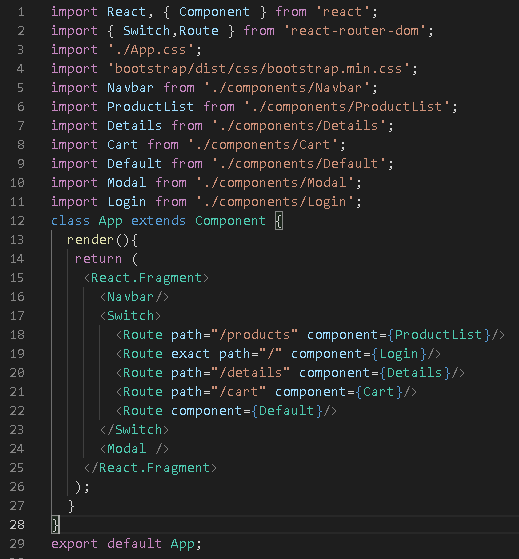 1 import React, { Component } from 'react';
2 import { Switch,Route } from 'react-router-dom';
3 import './App.css';
4 import 'bootstrap/dist/css/bootstrap.min.css';
5 import Navbar from './components/Navbar';
6 import ProductList from './components/ProductList';
7 import Details from './components/Details';
8 import Cart from './components/Cart';
9 import Default from './components/Default';
10 import Modal from './components/Modal';
11 import Login from './components/Login';
12 class App extends Component {
13   render(){
14    return (
15     <React.Fragment>
16       <Navbar/>
17       <Switch>
18         <Route path="/products" component={ProductList}/>
19         <Route exact path="/" component={Login}/>
20         <Route path="/details" component={Details}/>
21         <Route path="/cart" component={Cart}/>
22         <Route component={Default}/>
23       </Switch>
24       <Modal />
25     </React.Fragment>
26    );
27   }
28 }
29 export default App;